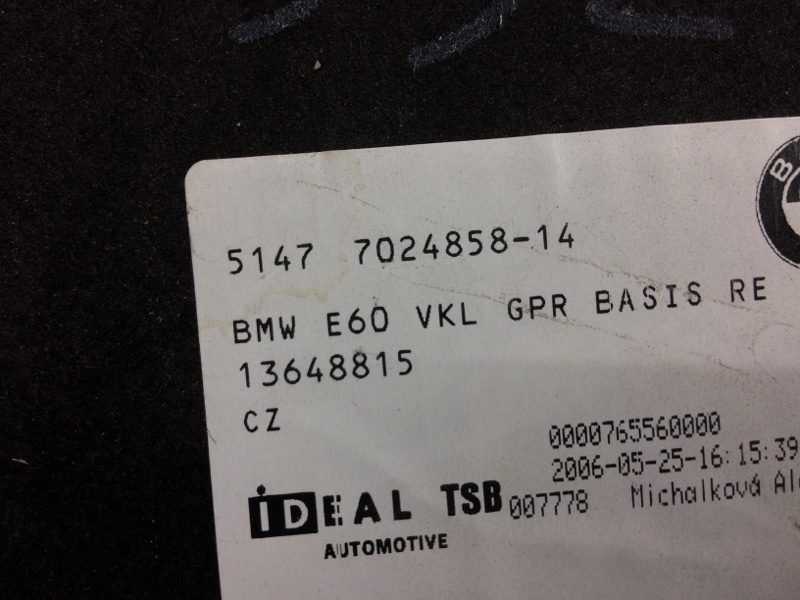 5147 7024858-14
BMW E60 VKL GPR BASIS RE
13648815
CZ
0000765560000
2006-05-25-16:15:39
007778 Michalková
iDEAL TSB
AUTOMOTIVE
B